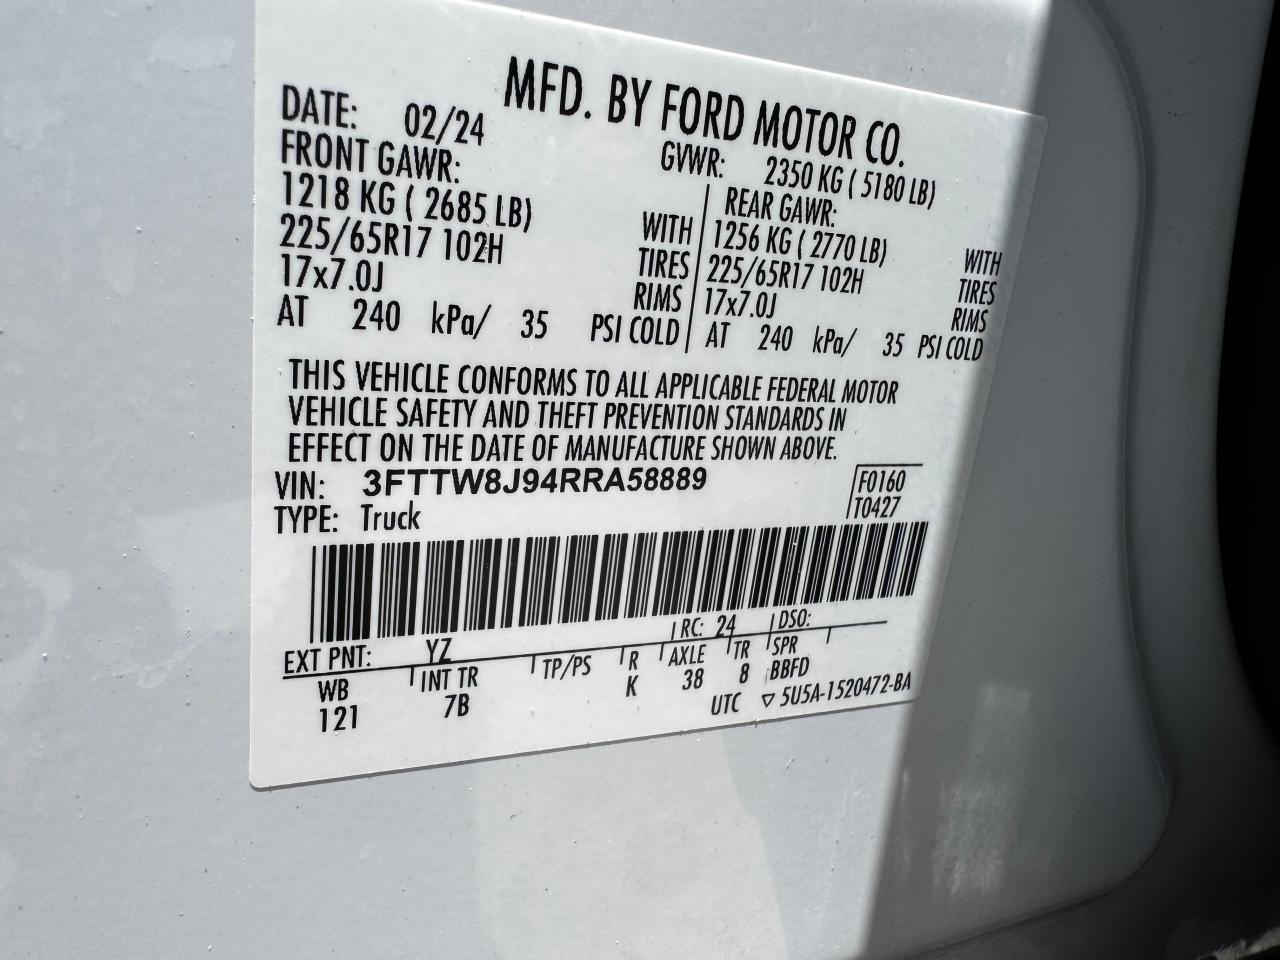 MFD. BY FORD MOTOR CO.
DATE: 02/24 GVWR: 2350 KG ( 5180 LB)
FRONT GAWR: REAR GAWR:
1218 KG ( 2685 LB) WITH 1256 KG ( 2770 LB) WITH
225/65R17 102H TIRES 225/65R17 102H TIRES
17x7.0J RIMS 17x7.0J RIMS
AT 240 kPa/ 35 PSI COLD AT 240 kPa/ 35 PSI COLD
THIS VEHICLE CONFORMS TO ALL APPLICABLE FEDERAL MOTOR
VEHICLE SAFETY AND THEFT PREVENTION STANDARDS IN
EFFECT ON THE DATE OF MANUFACTURE SHOWN ABOVE.
VIN: 3FTTW8J94RRA58889 F0160
TYPE: Truck T0427
EXT PNT: YZ RC: 24 DSO:
WB INT TR TP/PS R AXLE TR SPR
121 7B K 38 8 BBFD
UTC ▽ 5U5A-1520472-BA